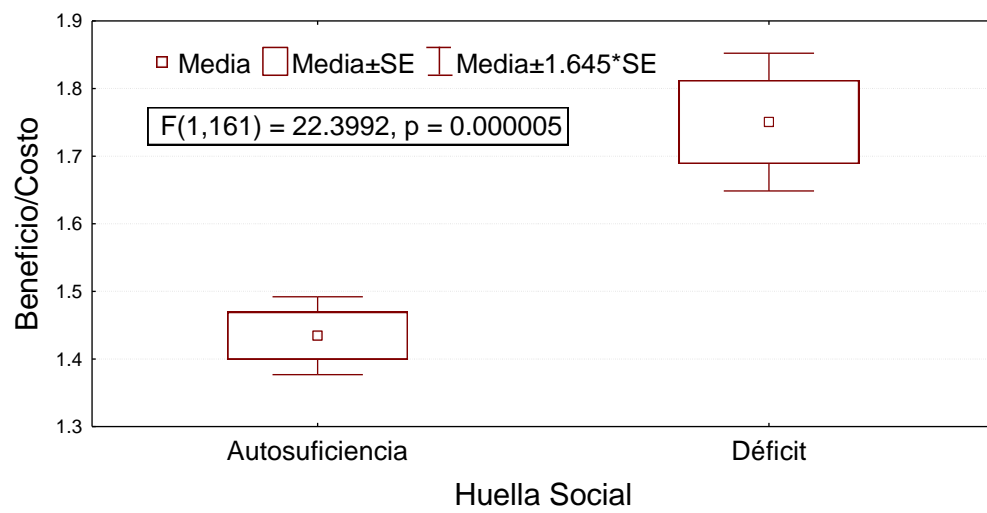 1.9
Media Media±SE Media±1.645*SE
1.8
F(1,161) = 22.3992, p = 0.000005
1.7
1.6
1.5
1.4
1.3
Beneficio/Costo
Autosuficiencia Déficit
Huella Social